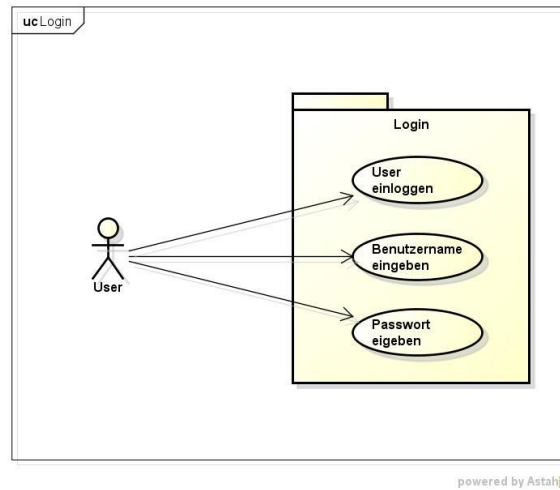 uc Login
Login
User
einloggen
Benutzername
eingeben
Passwort
eigeben
User
powered by Astah